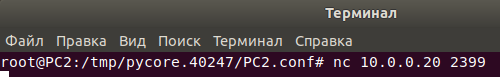 Терминал
Файл Правка Вид Поиск Терминал Справка
root@PC2:/tmp/pycore.40247/PC2.conf# nc 10.0.0.20 2399